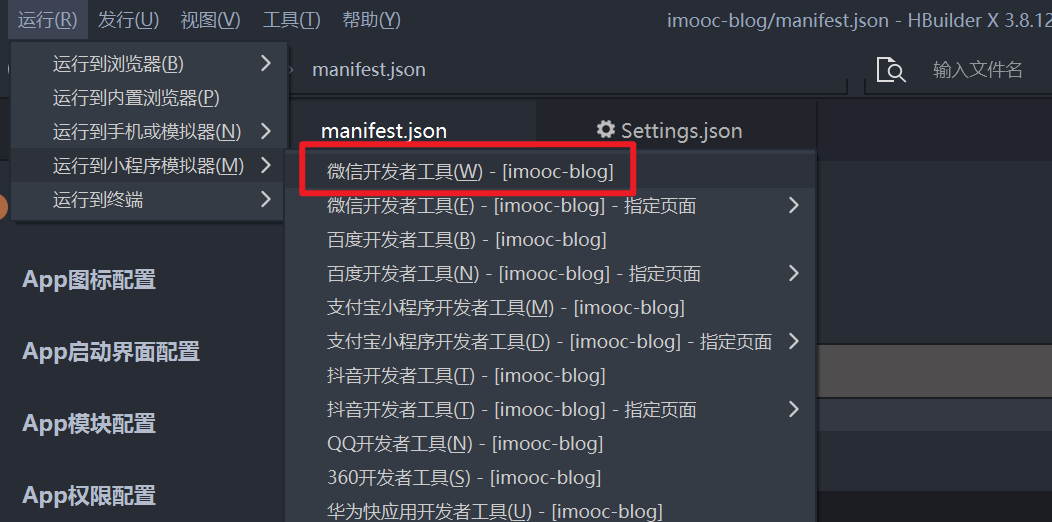 运行(R) 发行(U) 视图(V) 工具(T) 帮助(Y) imooc-blog/manifest.json - HBuilder X 3.8.12
运行到浏览器(B)
运行到内置浏览器(P)
运行到手机或模拟器(N)
运行到小程序模拟器(M)
运行到终端
manifest.json
输入文件名
manifest.json
Settings.json
微信开发者工具(W) - [imooc-blog]
微信开发者工具(E) - [imooc-blog] - 指定页面
百度开发者工具(B) - [imooc-blog]
百度开发者工具(N) - [imooc-blog] - 指定页面
支付宝小程序开发者工具(M) - [imooc-blog]
支付宝小程序开发者工具(D) - [imooc-blog] - 指定页面
抖音开发者工具(T) - [imooc-blog]
抖音开发者工具(T) - [imooc-blog] - 指定页面
QQ开发者工具(N) - [imooc-blog]
360开发者工具(S) - [imooc-blog]
华为快应用开发者工具(U) - [imooc-blog]
App图标配置
App启动界面配置
App模块配置
App权限配置